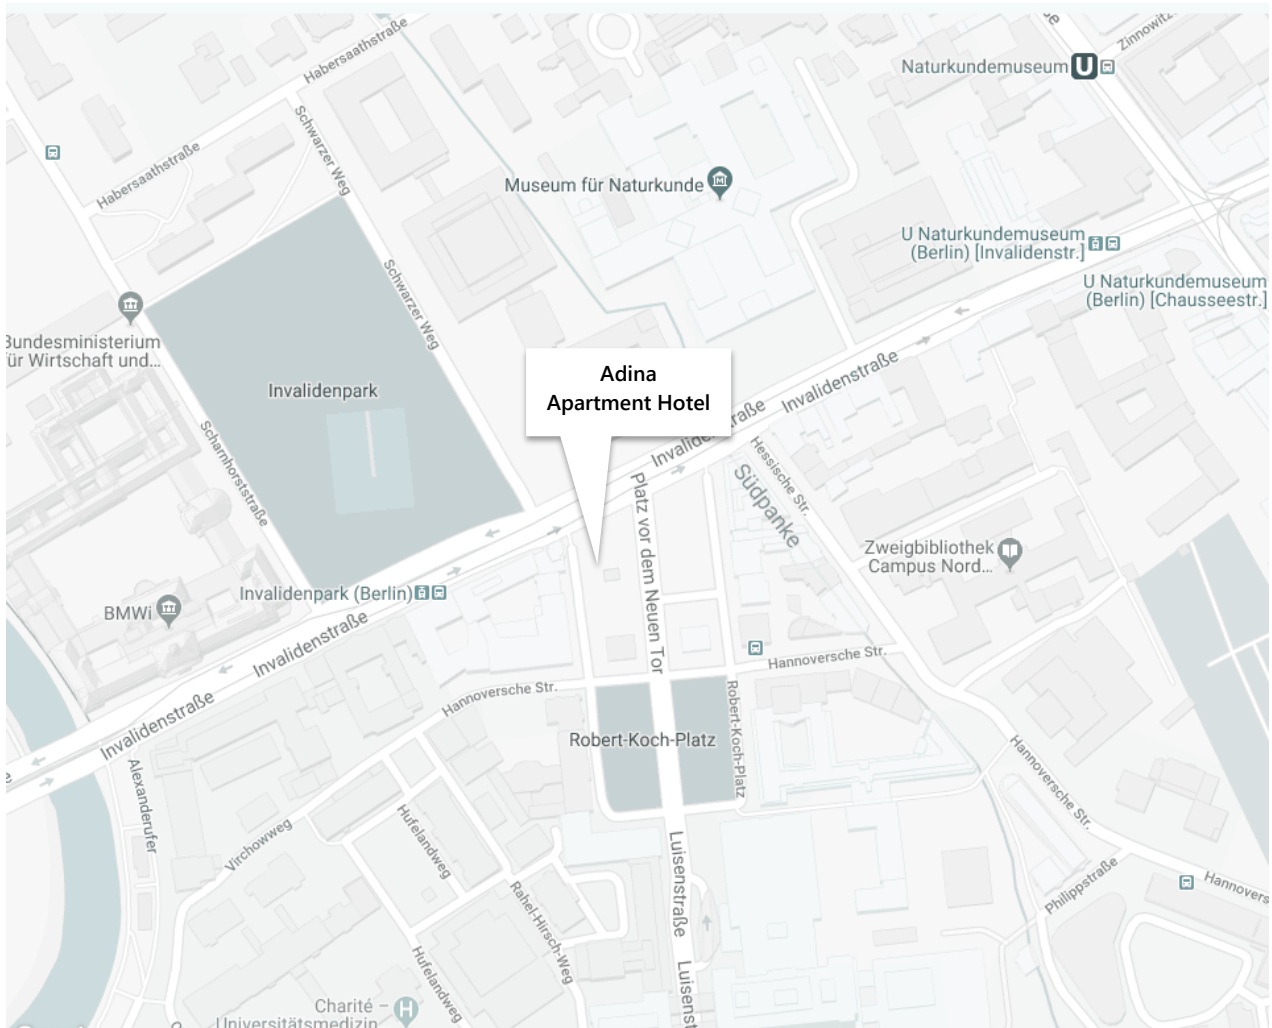 Habersaathstraße
Zinnowitz
Naturkundemuseum U
Schwarzer Weg
Habersaathstraße
Museum für Naturkunde
U Naturkundemuseum
(Berlin) [Invalidenstr.]
U Naturkundemuseum
(Berlin) [Chausseestr.]
Schwarzer Weg
Bundesministerium
für Wirtschaft und...
Adina
Apartment Hotel
Invalidenpark
Invalidenstraße
Invalidenstraße
Scharnhorststraße
Hessische Str.
Südpanke
Platz vor dem Neuen Tor
Zweigbibliothek
Campus Nord...
Invalidenpark (Berlin)
BMWi
Invalidenstraße
Hannoversche Str.
Hannoversche Str.
Invalidenstraße
Robert-Koch-Platz
Robert-Koch-Platz
Hannoversche Str.
Alexanderufer
Virchowweg
Hufelandweg
Luisenstraße
Rahel-Hirsch-Weg
Philippstraße
Hannovers
Hufelandweg
Luisenst
Charité –
Universitätsmedizin
H